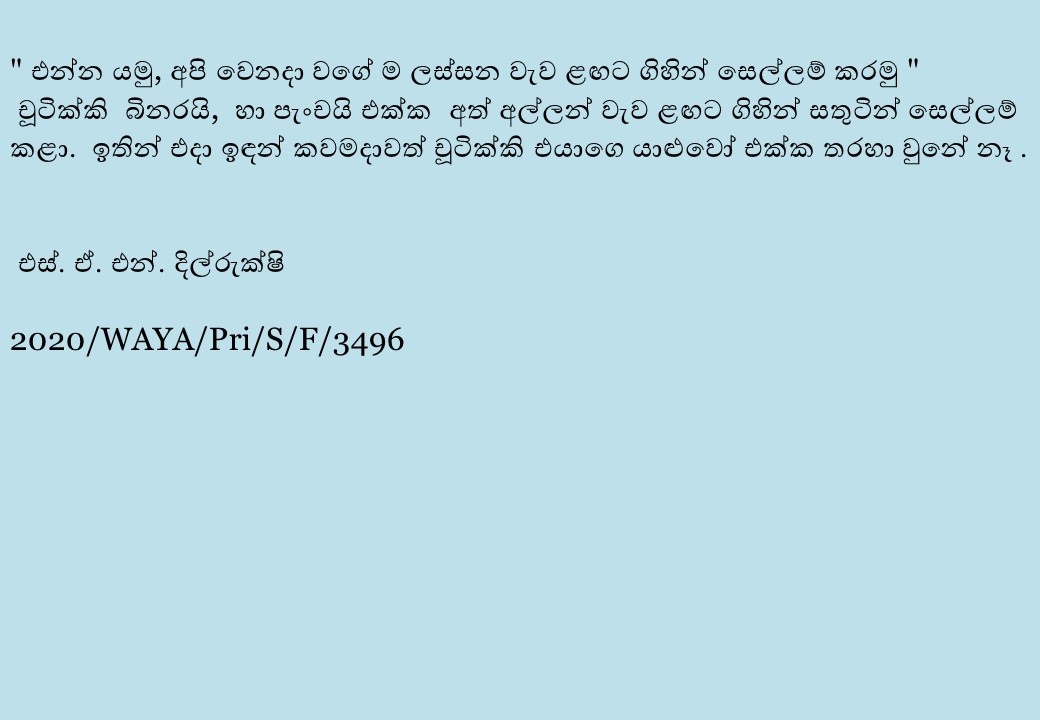 " එන්න යමු, අපි වෙනදා වගේ ම ලස්සන වැව ළඟට ගිහින් සෙල්ලම් කරමු "
චූටික්කි බිනරයි, හා පැංචයි එක්ක අත් අල්ලන් වැව ළඟට ගිහින් සතුටින් සෙල්ලම්
කළා. ඉතින් එදා ඉඳන් කවමදාවත් චූටික්කි එයාගෙ යාළුවෝ එක්ක තරහා වුනේ නෑ .
එස්. ඒ. එන්. දිල්රුක්ෂි
2020/WAYA/Pri/S/F/3496